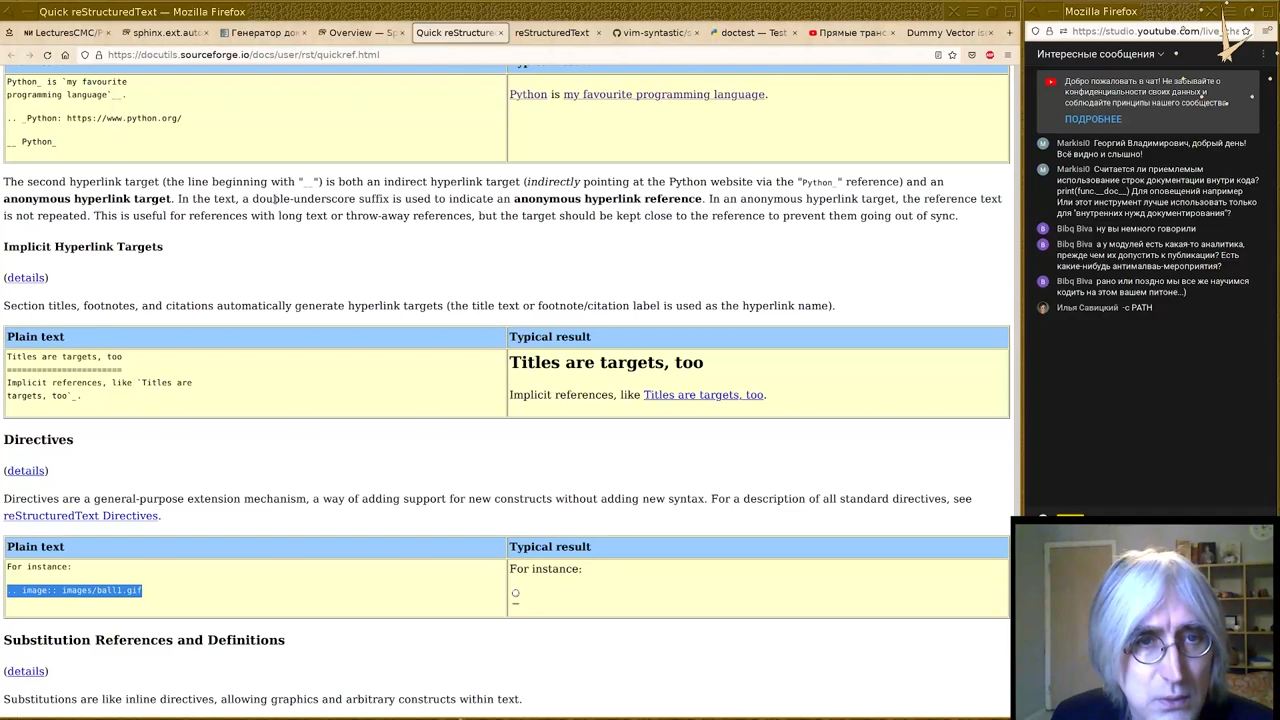 Quick reStructuredText — Mozilla Firefox
Mozilla Firefox
LecturesCMC/P
sphinx.ext.auto
Генератор до
Overview — Sp
Quick reStructure
reStructuredText
vim-syntastic/s
doctest — Test
Прямые транс
Dummy Vector is
https://docutils.sourceforge.io/docs/user/rst/quickref.html
https://studio.youtube.com/live_cha
Python_ is `my favourite
programming language`__.
.. _Python: https://www.python.org/
__ Python_
Python is my favourite programming language.
The second hyperlink target (the line beginning with "__") is both an indirect hyperlink target (indirectly pointing at the Python website via the "Python_" reference) and an
anonymous hyperlink target. In the text, a double-underscore suffix is used to indicate an anonymous hyperlink reference. In an anonymous hyperlink target, the reference text
is not repeated. This is useful for references with long text or throw-away references, but the target should be kept close to the reference to prevent them going out of sync.
Implicit Hyperlink Targets
(details)
Section titles, footnotes, and citations automatically generate hyperlink targets (the title text or footnote/citation label is used as the hyperlink name).
Plain text
Typical result
Titles are targets, too
=======================
Implicit references, like `Titles are
targets, too`_.
Titles are targets, too
Implicit references, like Titles are targets, too.
Directives
(details)
Directives are a general-purpose extension mechanism, a way of adding support for new constructs without adding new syntax. For a description of all standard directives, see
reStructuredText Directives.
Plain text
Typical result
For instance:
.. image:: images/ball1.gif
For instance:
Substitution References and Definitions
(details)
Substitutions are like inline directives, allowing graphics and arbitrary constructs within text.
Интересные сообщения
Добро пожаловать в чат! Не забывайте о
конфиденциальности своих данных и
соблюдайте принципы нашего сообщества.
ПОДРОБНЕЕ
M
Markisi0 Георгий Владимирович, добрый день!
Всё видно и слышно!
M
Markisi0 Считается ли приемлемым
использование строк документации внутри кода?
print(func.__doc__) Для оповещений например
Или этот инструмент лучше использовать только
для "внутренних нужд документирования"?
B
Bibq Biva ну вы немного говорили
B
Bibq Biva а у модулей есть какая-то аналитика,
прежде чем их допустить к публикации? Есть
какие-нибудь антималваь-мероприятия?
B
Bibq Biva рано или поздно мы все же научимся
кодить на этом вашем питоне...)
Илья Савицкий -c PATH